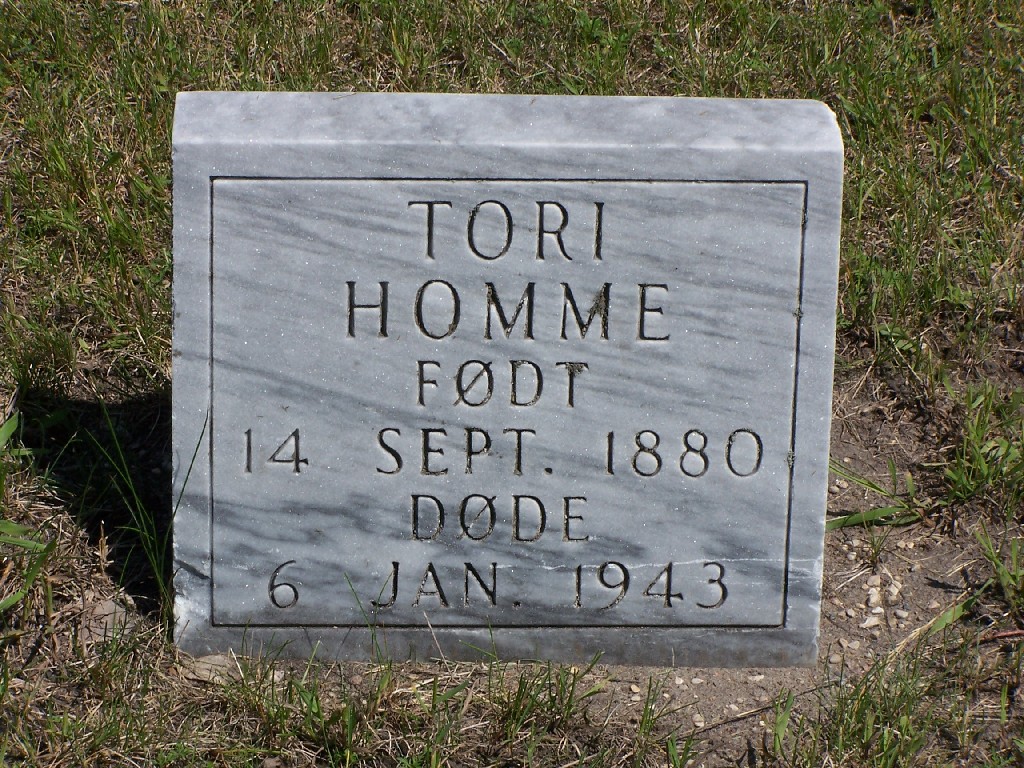 TORI
HOMME
FØDT
14 SEPT. 1880
DØDE
6 JAN. 1943